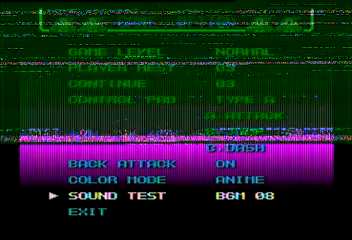 GAME LEVEL NORMAL
PLAYER REST 03
CONTINUE 03
CONTROL PAD TYPE A
A.ATTACK
B.DASH
BACK ATTACK ON
COLOR MODE ANIME
SOUND TEST BGM 08
EXIT